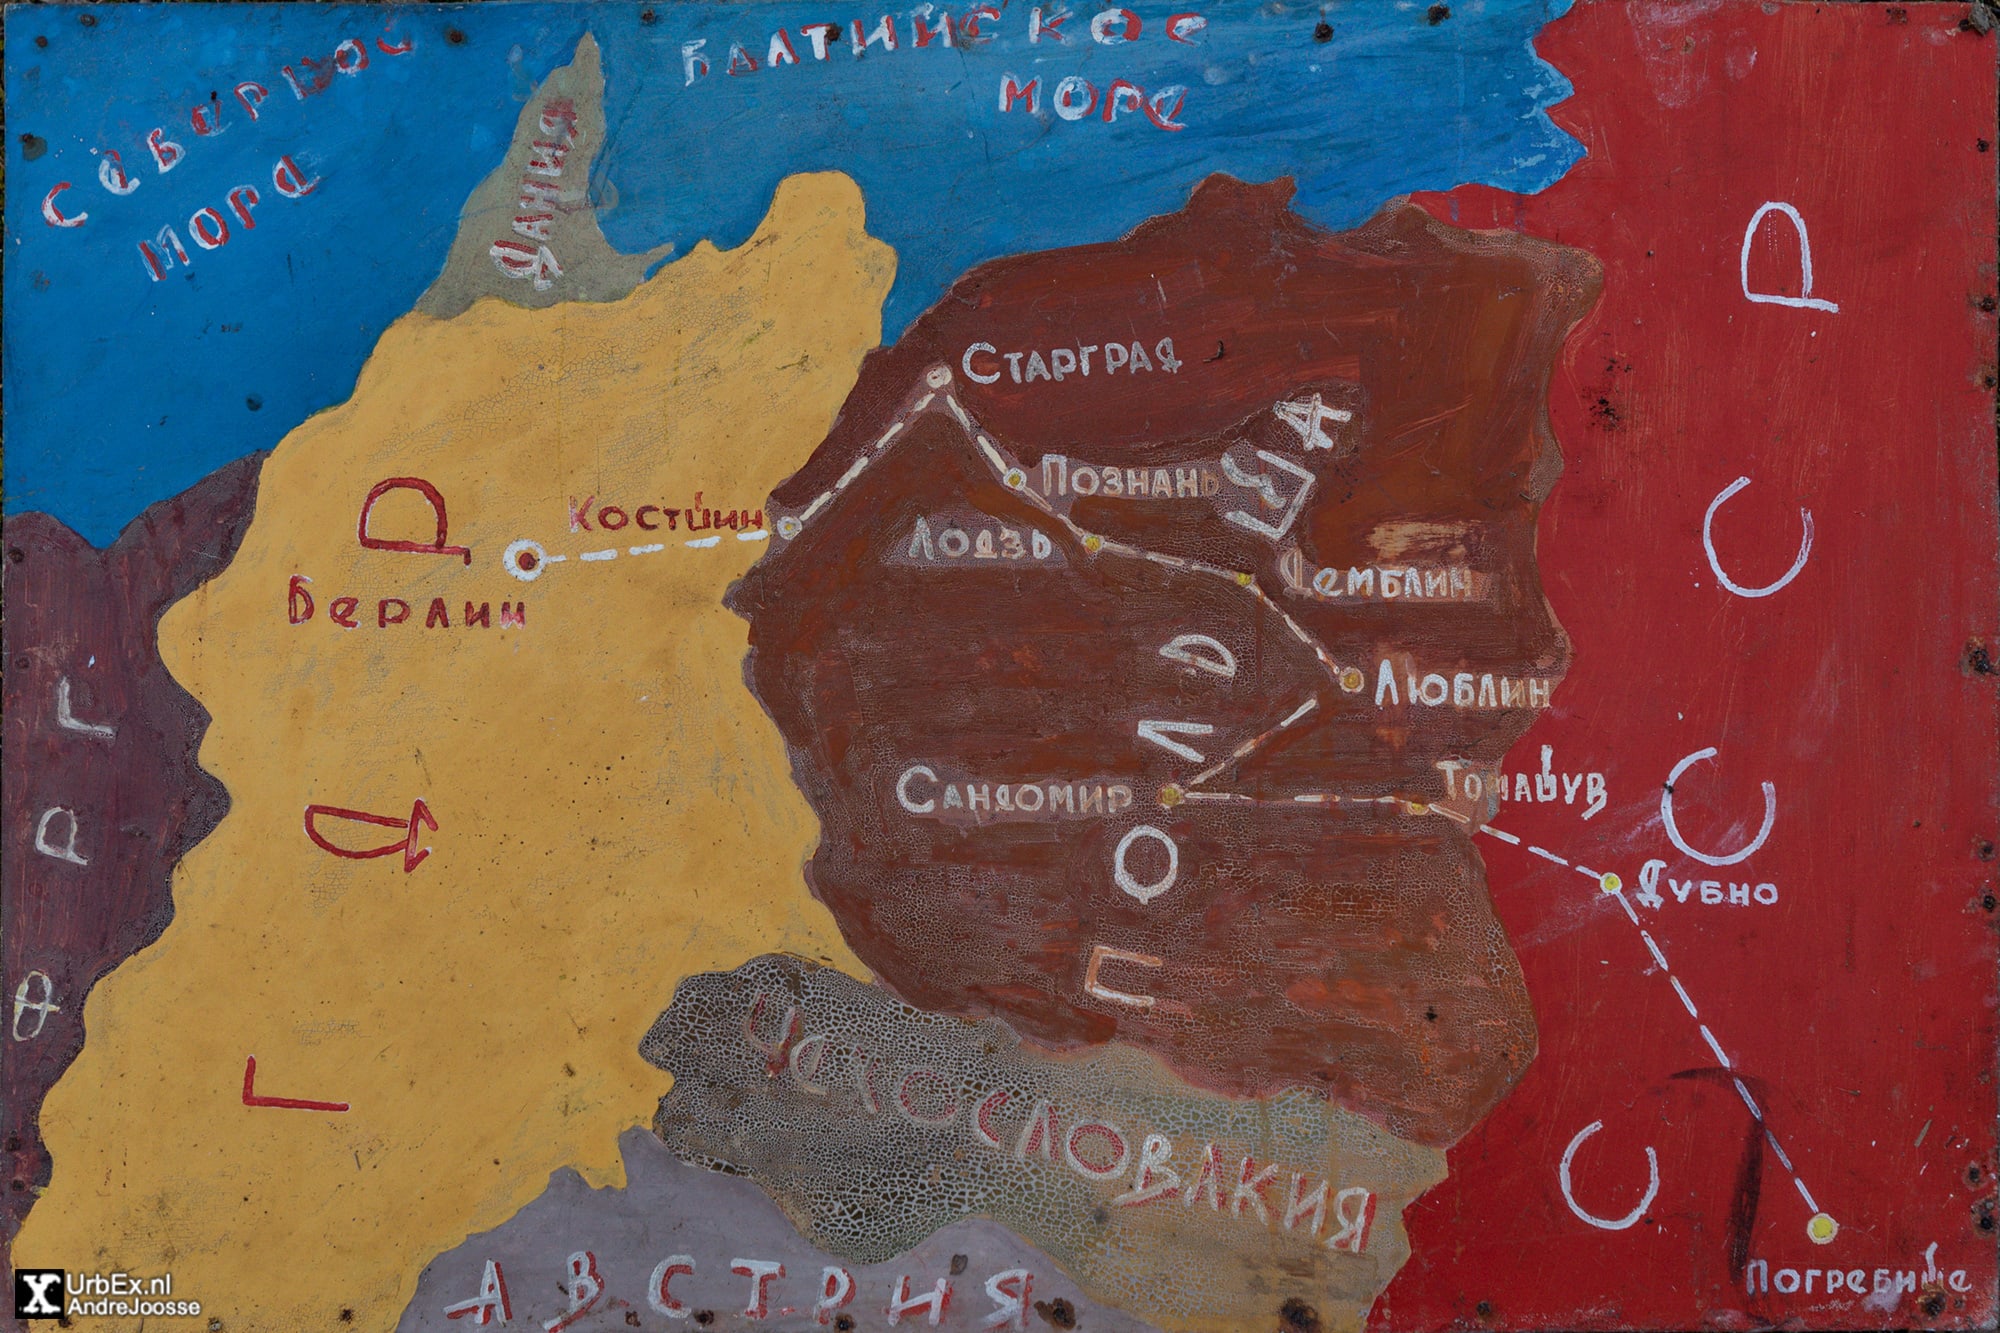 СЕВЕРНОЕ
МОРЕ
БАЛТИЙСКОЕ
МОРЕ
ДАНИЯ
СССР
СТАРГРАД
ПОЛЬША
ПОЗНАНЬ
КОСТШИН
ЛОДЗЬ
ДЕМБЛИН
ГДР
БЕРЛИН
ЛЮБЛИН
ФРГ
САНДОМИР
ТОМАШУВ
ДУБНО
ЧЕХОСЛОВАКИЯ
АВСТРИЯ
ПОГРЕБИЩЕ
UrbEx.nl
AndreJoosse